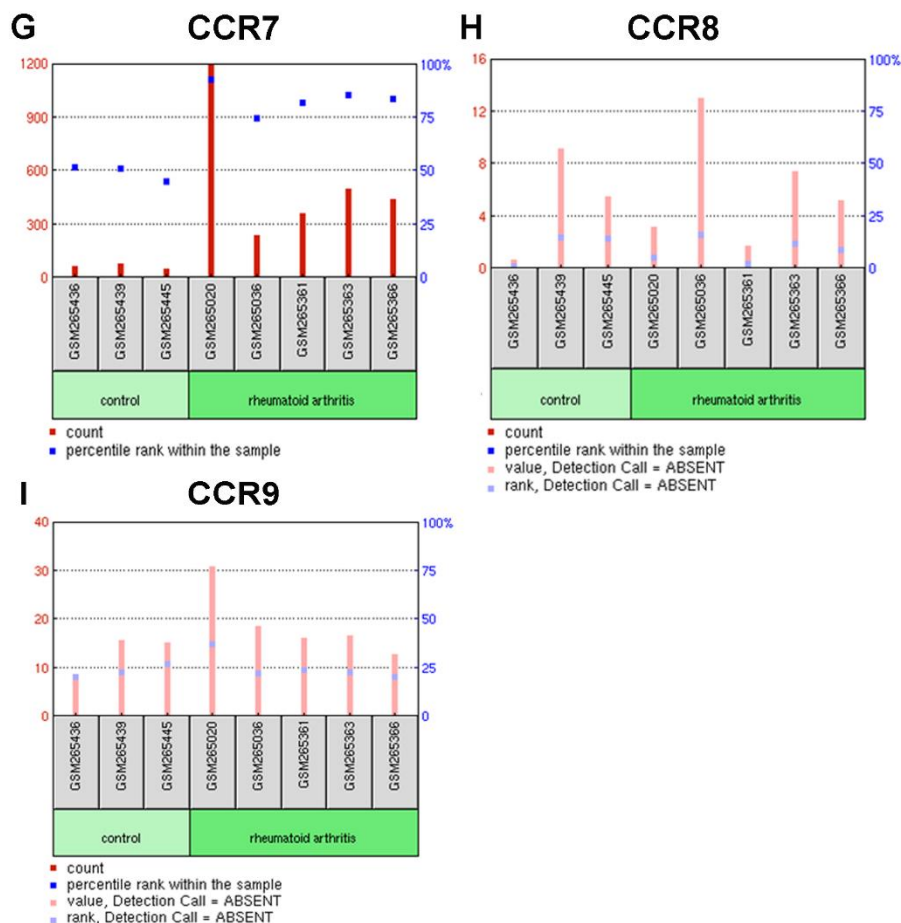 G CCR7
1200 100%
900 75
600 50
300 25
0 0
GSM265436 GSM265439 GSM265445 GSM265020 GSM265036 GSM265361 GSM265363 GSM265366
control rheumatoid arthritis
count
percentile rank within the sample
H CCR8
16 100%
12 75
8 50
4 25
0 0
GSM265436 GSM265439 GSM265445 GSM265020 GSM265036 GSM265361 GSM265363 GSM265366
control rheumatoid arthritis
count
percentile rank within the sample
value, Detection Call = ABSENT
rank, Detection Call = ABSENT
I CCR9
40 100%
30 75
20 50
10 25
0 0
GSM265436 GSM265439 GSM265445 GSM265020 GSM265036 GSM265361 GSM265363 GSM265366
control rheumatoid arthritis
count
percentile rank within the sample
value, Detection Call = ABSENT
rank, Detection Call = ABSENT